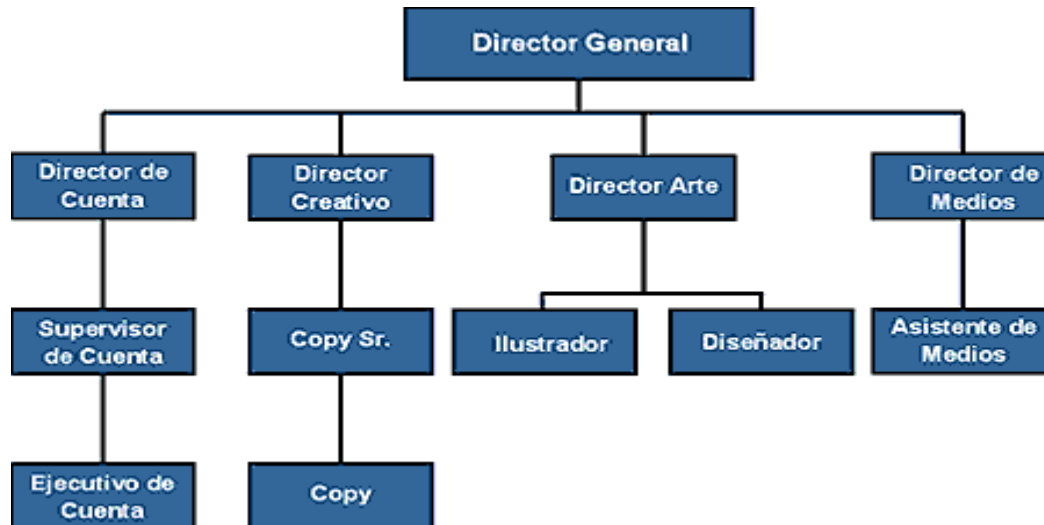 Director General
Director de
Cuenta
Director
Creativo
Director Arte
Director de
Medios
Supervisor
de Cuenta
Copy Sr.
Ilustrador
Diseñador
Asistente de
Medios
Ejecutivo de
Cuenta
Copy